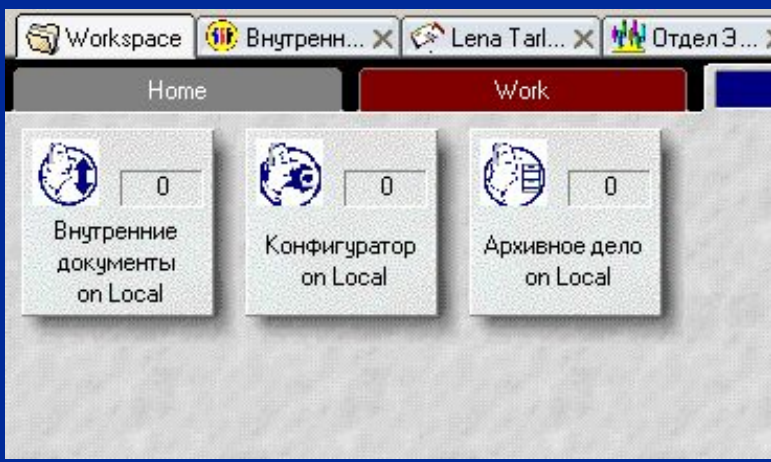 Workspace Внутренн... Lena Tarl... Отдел Э...
Home Work
0 0 0
Внутренние
документы
on Local
Конфигуратор
on Local
Архивное дело
on Local